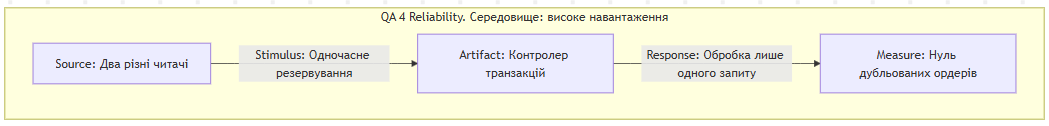 QA 4 Reliability. Середовище: високе навантаження
Source: Два різні читачі
Stimulus: Одночасне
резервування
Artifact: Контролер
транзакцій
Response: Обробка лише
одного запиту
Measure: Нуль
дубльованих ордерів